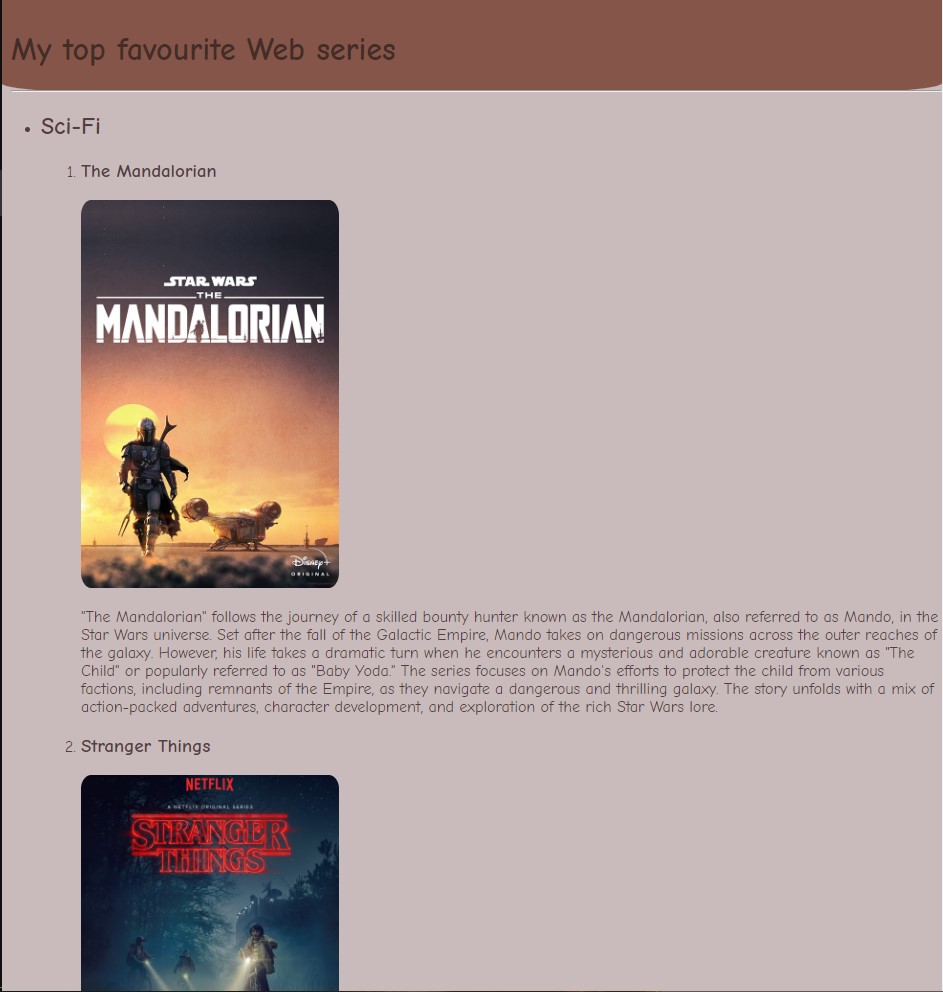 My top favourite Web series
• Sci-Fi
1. The Mandalorian
STAR WARS
THE
MANDALORIAN
Disney+
ORIGINAL
"The Mandalorian" follows the journey of a skilled bounty hunter known as the Mandalorian, also referred to as Mando, in the
Star Wars universe. Set after the fall of the Galactic Empire, Mando takes on dangerous missions across the outer reaches of
the galaxy. However, his life takes a dramatic turn when he encounters a mysterious and adorable creature known as "The
Child" or popularly referred to as "Baby Yoda." The series focuses on Mando's efforts to protect the child from various
factions, including remnants of the Empire, as they navigate a dangerous and thrilling galaxy. The story unfolds with a mix of
action-packed adventures, character development, and exploration of the rich Star Wars lore.
2. Stranger Things
NETFLIX
A NETFLIX ORIGINAL SERIES
STRANGER
THINGS